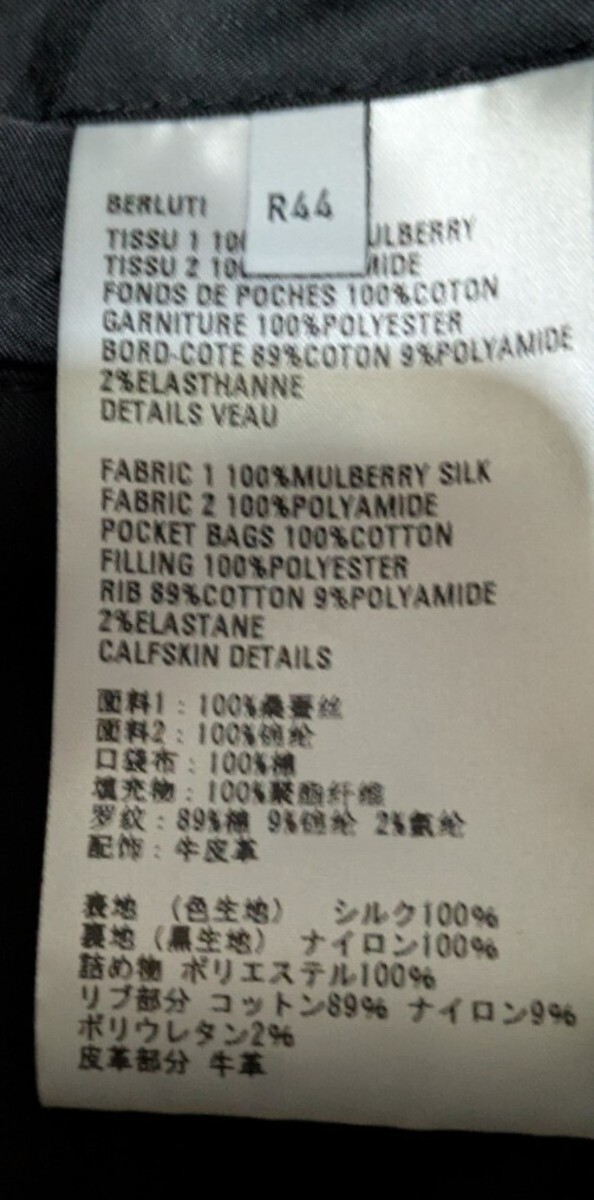 BERLUTI
R44
TISSU 1 10 ULBERRY
TISSU 2 10 MIDE
FONDS DE POCHES 100%COTON
GARNITURE 100%POLYESTER
BORD-COTE 89%COTON 9%POLYAMIDE
2%ELASTHANNE
DETAILS VEAU
FABRIC 1 100%MULBERRY SILK
FABRIC 2 100%POLYAMIDE
POCKET BAGS 100%COTTON
FILLING 100%POLYESTER
RIB 89%COTTON 9%POLYAMIDE
2%ELASTANE
CALFSKIN DETAILS
面料1：100%桑蚕丝
面料2：100%锦纶
口袋布：100%棉
填充物：100%聚酯纤维
罗纹：89%棉 9%锦纶 2%氨纶
配饰：牛皮革
表地 （色生地） シルク100%
裏地（黒生地） ナイロン100%
詰め物 ポリエステル100%
リブ部分 コットン89% ナイロン9%
ポリウレタン2%
皮革部分 牛革